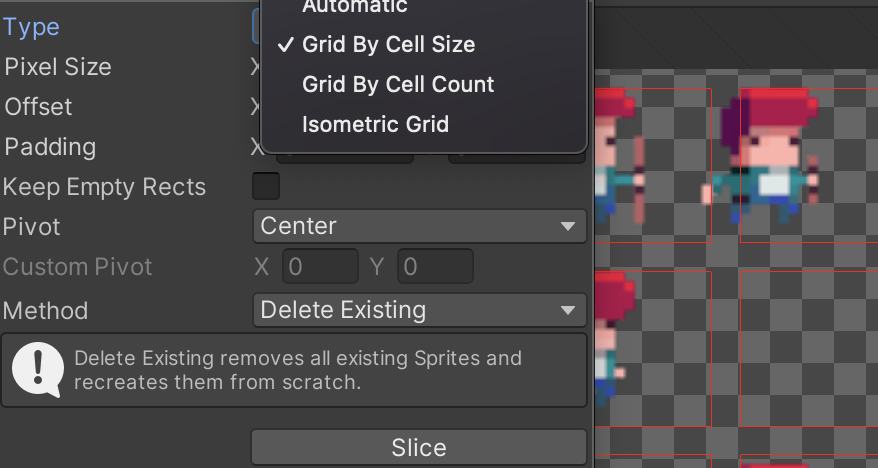 Automatic
Type
✓ Grid By Cell Size
Pixel Size X
Grid By Cell Count
Offset X
Isometric Grid
Padding X
Keep Empty Rects
Pivot Center
Custom Pivot X 0 Y 0
Method Delete Existing
Delete Existing removes all existing Sprites and
recreates them from scratch.
Slice